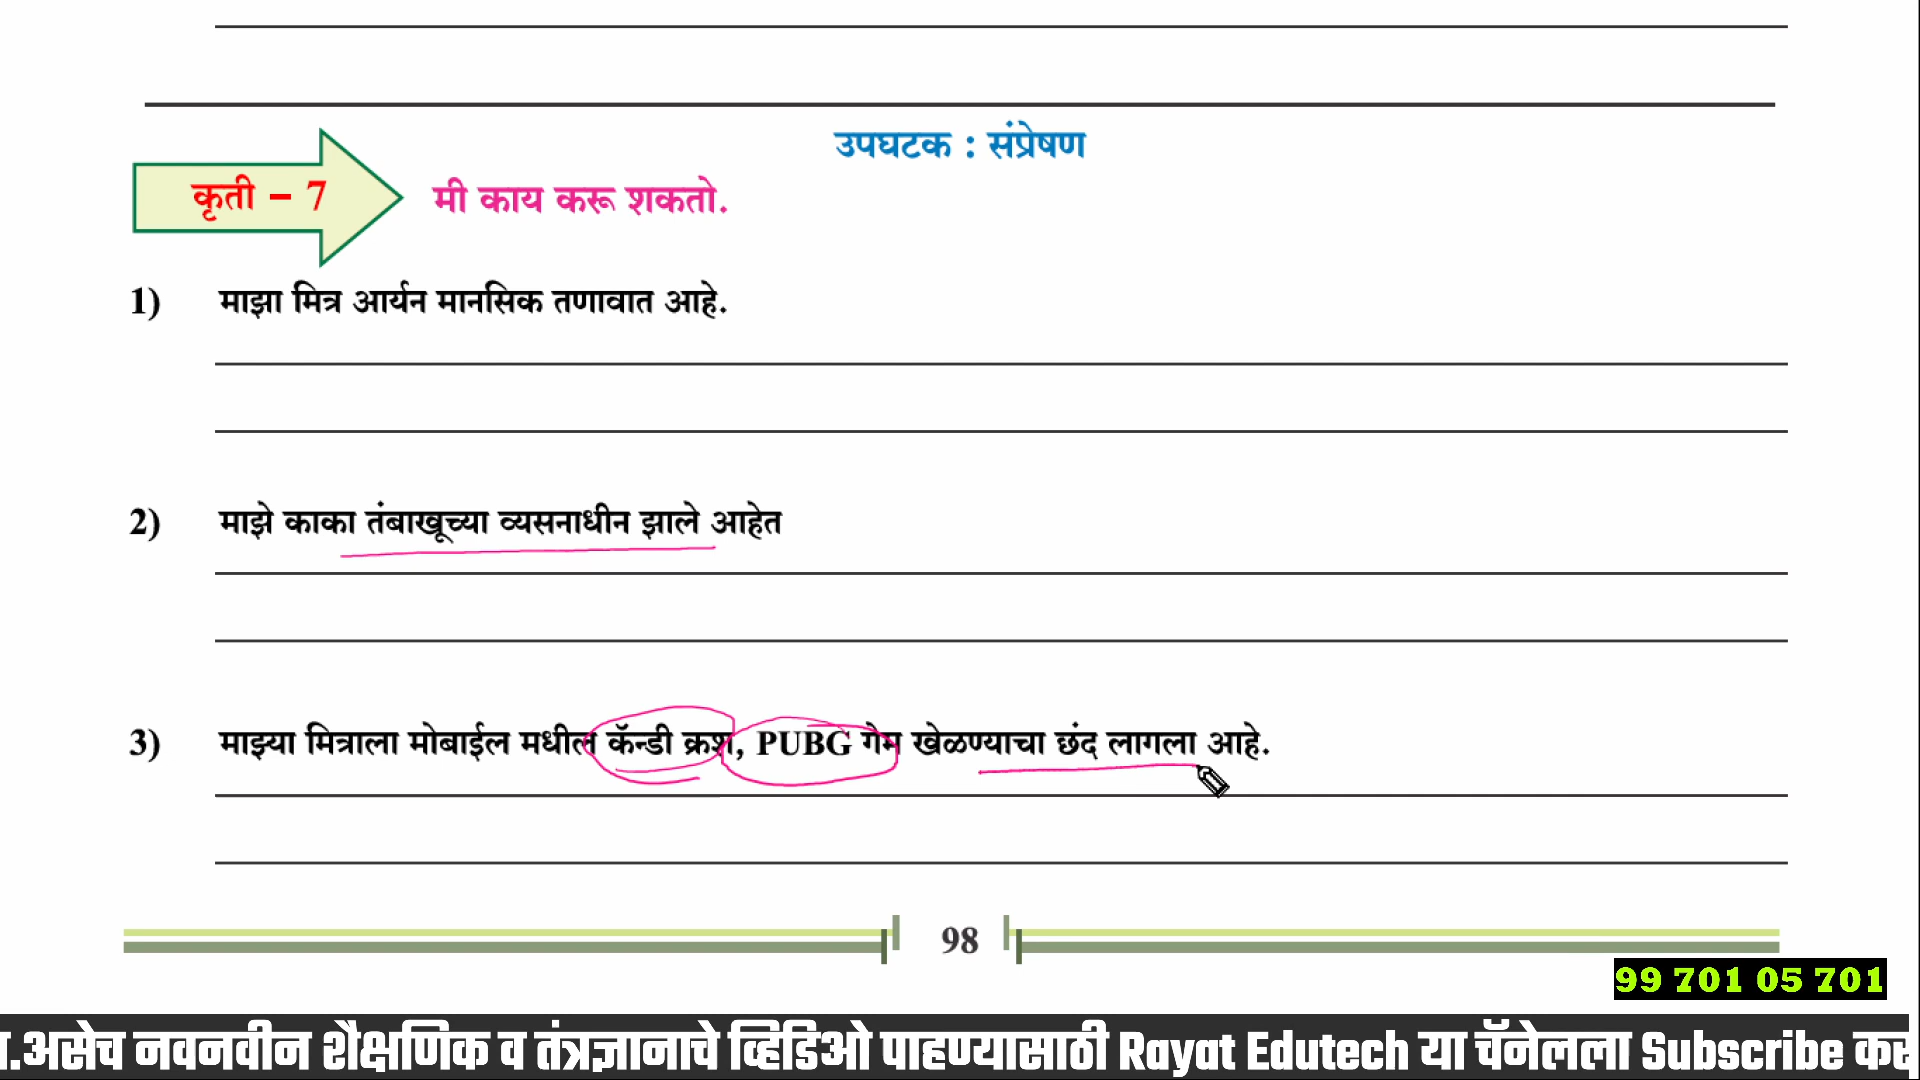 उपघटक : संप्रेषण
कृती – 7
मी काय करू शकतो.
1) माझा मित्र आर्यन मानसिक तणावात आहे.
2) माझे काका तंबाखूच्या व्यसनाधीन झाले आहेत
3) माझ्या मित्राला मोबाईल मधील कॅन्डी क्रश, PUBG गेम खेळण्याचा छंद लागला आहे.
98
99 701 05 701
.असेच नवनवीन शैक्षणिक व तंत्रज्ञानाचे व्हिडिओ पाहण्यासाठी Rayat Edutech या चॅनेलला Subscribe